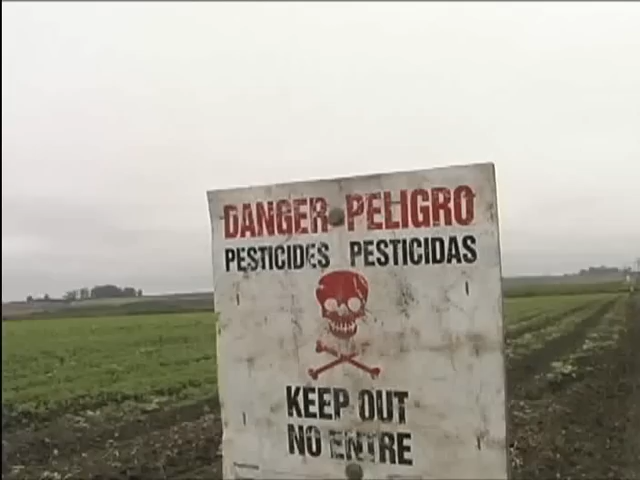 DANGER PELIGRO
PESTICIDES PESTICIDAS
KEEP OUT
NO ENTRE